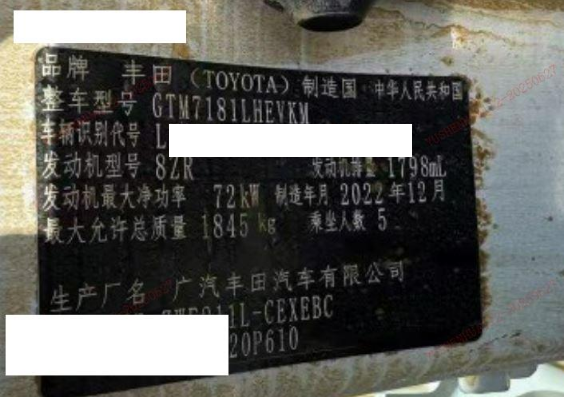 品牌 丰田（TOYOTA） 制造国 中华人民共和国
整车型号 GTM7181LHEVKM
车辆识别代号 L
发动机型号 8ZR 发动机排量 1798mL
发动机最大净功率 72kW 制造年月 2022年12月
最大允许总质量 1845 kg 乘坐人数 5
生产厂名 广汽丰田汽车有限公司
11L-CEXEBC
20P610